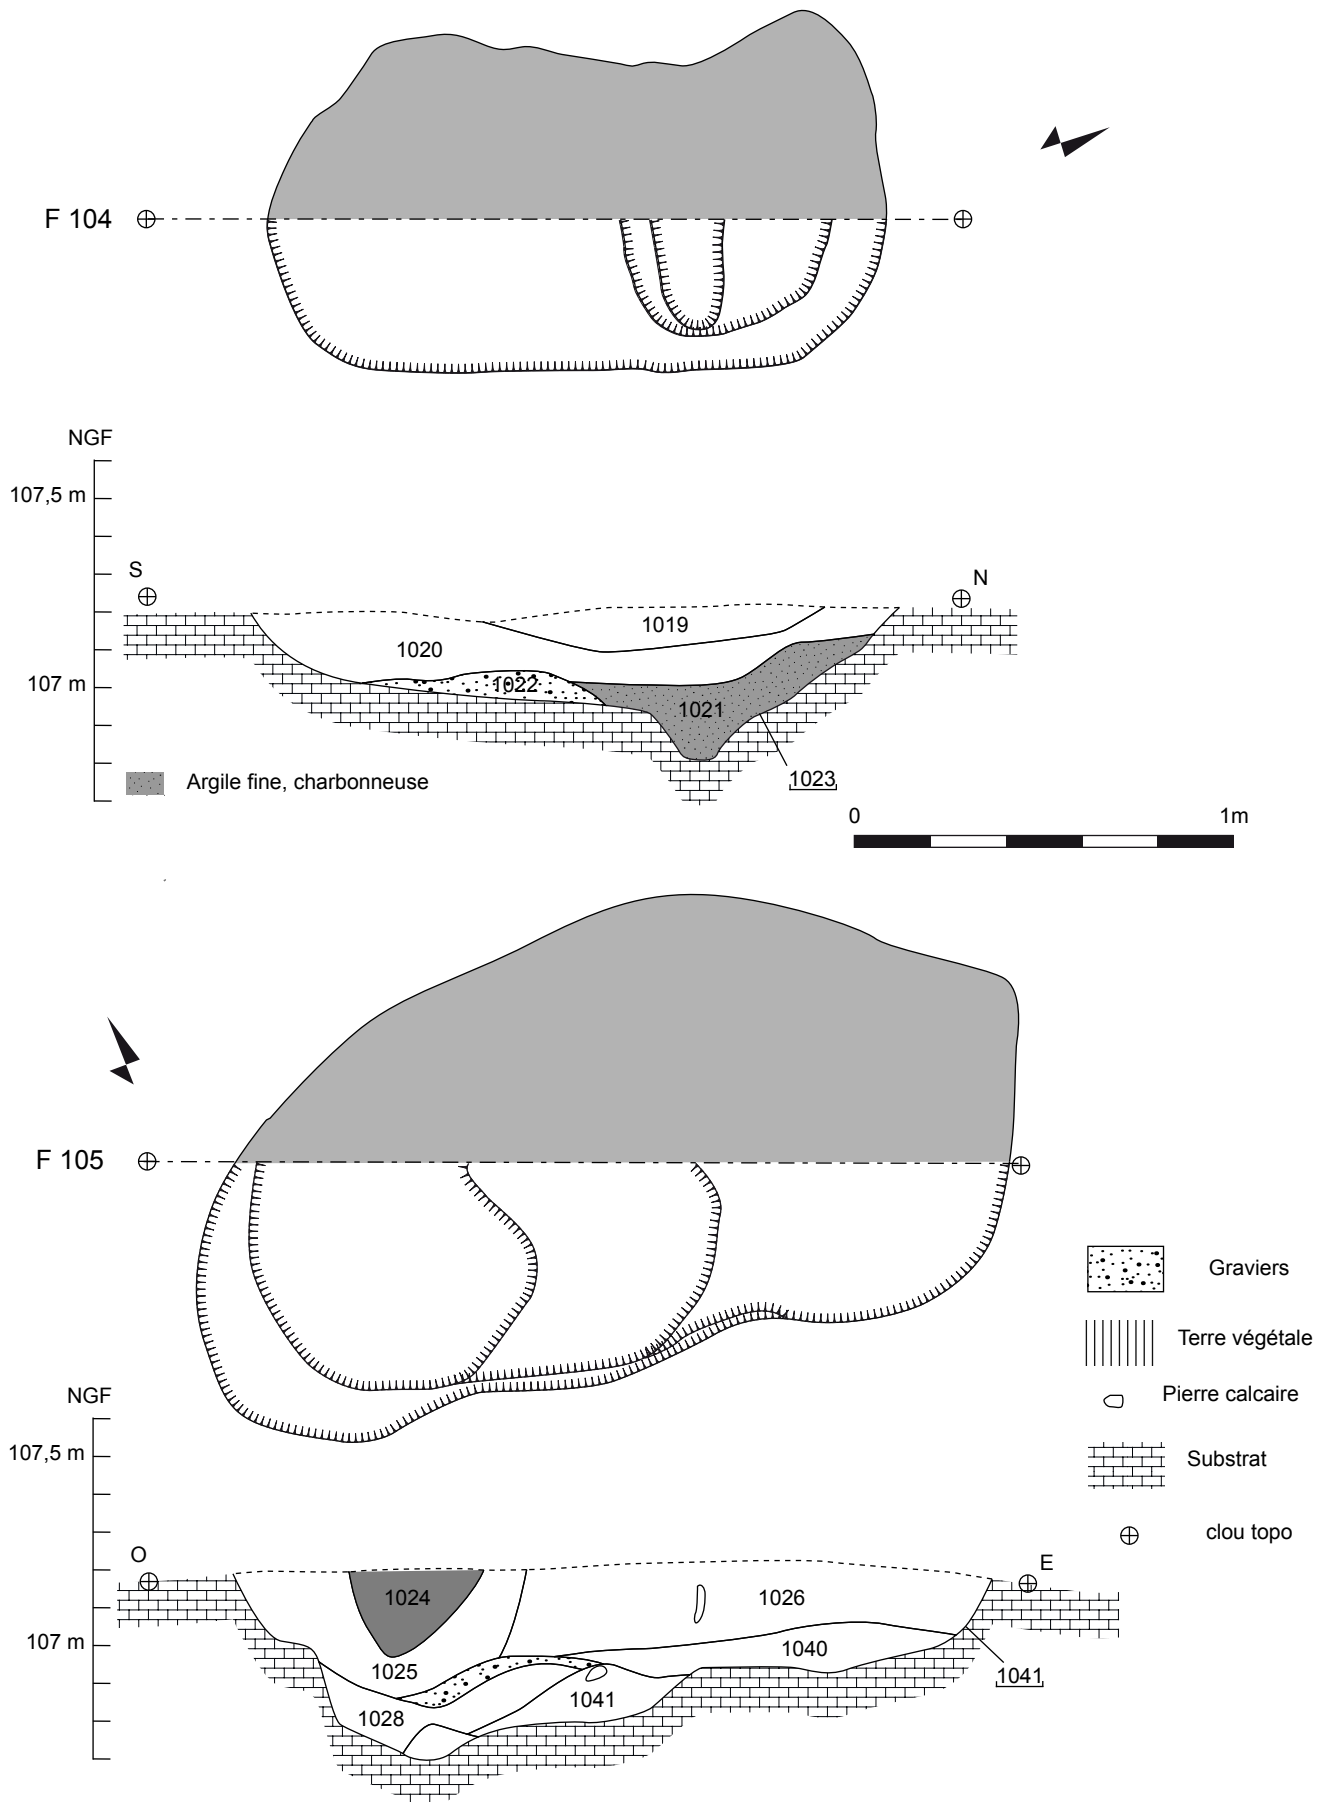 F 104
NGF
107,5 m
S
N
1019
1020
107 m
1022
1021
1023
Argile fine, charbonneuse
0 1m
F 105
Graviers
Terre végétale
Pierre calcaire
Substrat
clou topo
NGF
107,5 m
O
E
1024
1026
107 m
1040
1025
1041
1041
1028